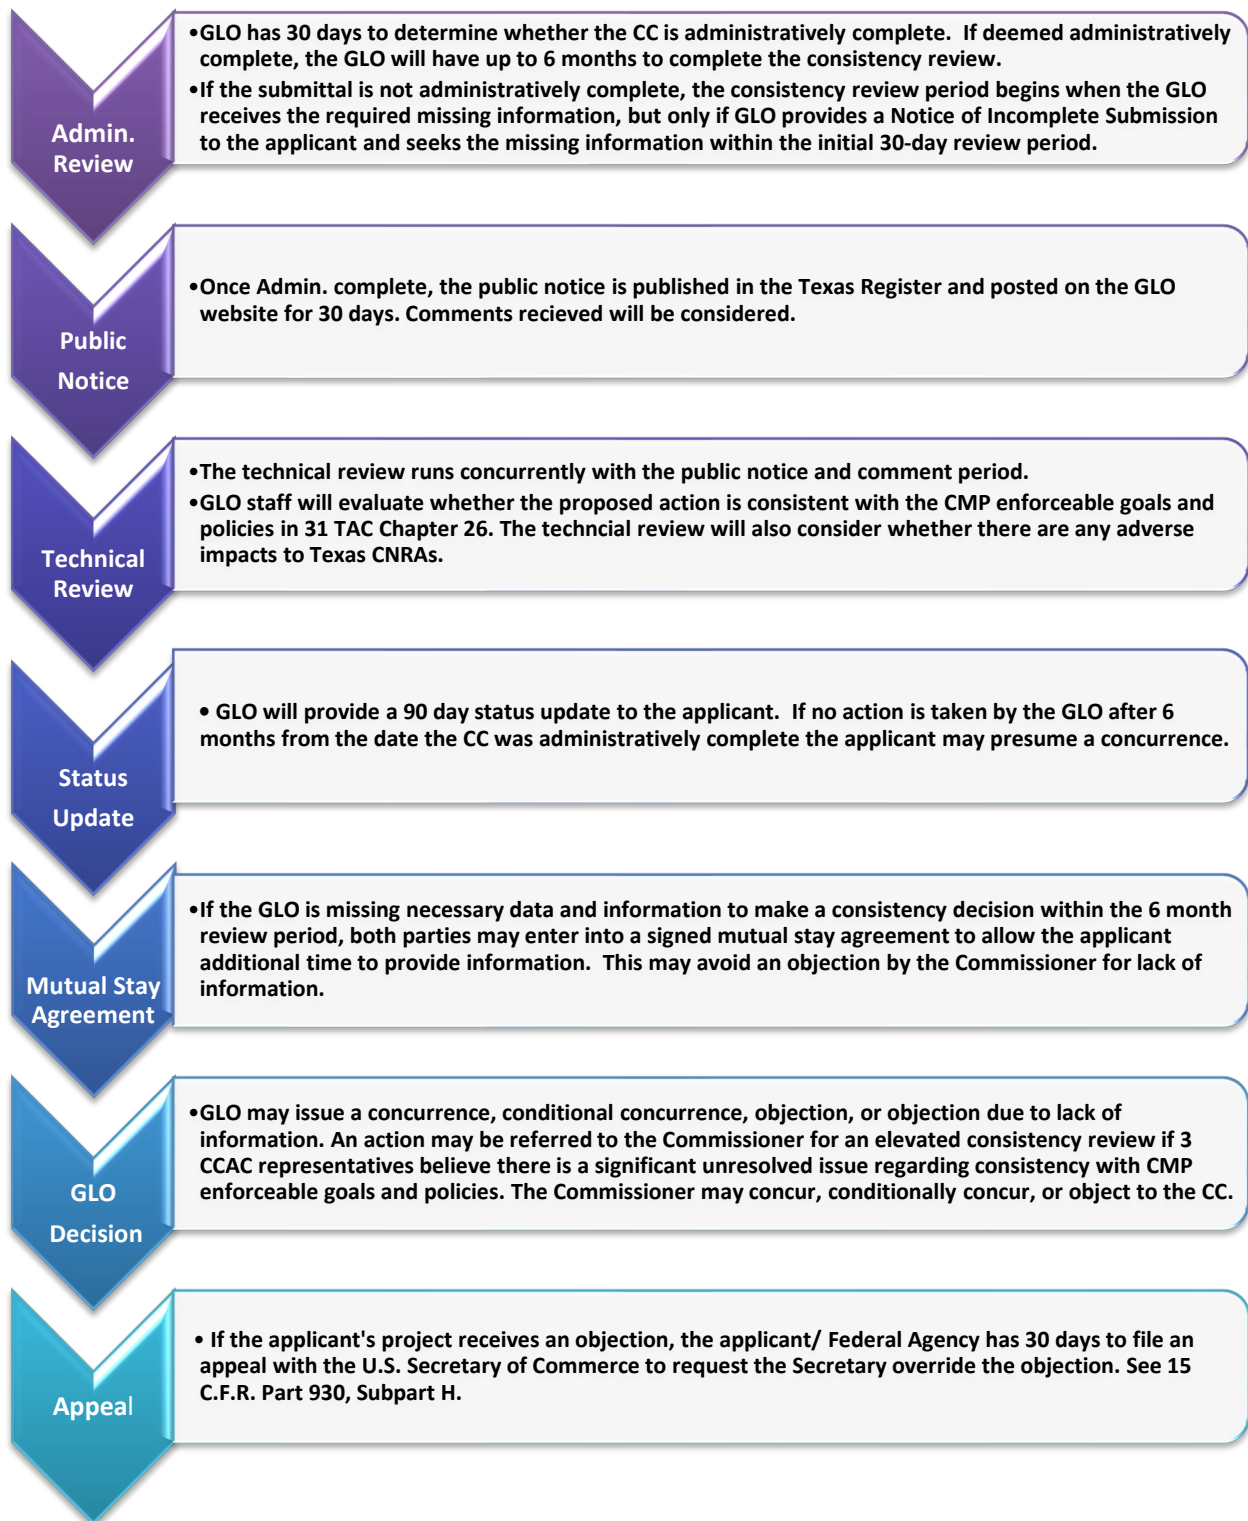 •GLO has 30 days to determine whether the CC is administratively complete.  If deemed administratively
complete, the GLO will have up to 6 months to complete the consistency review.
•If the submittal is not administratively complete, the consistency review period begins when the GLO
receives the required missing information, but only if GLO provides a Notice of Incomplete Submission
to the applicant and seeks the missing information within the initial 30-day review period.
Admin.
Review
•Once Admin. complete, the public notice is published in the Texas Register and posted on the GLO
website for 30 days. Comments recieved will be considered.
Public
Notice
•The technical review runs concurrently with the public notice and comment period.
•GLO staff will evaluate whether the proposed action is consistent with the CMP enforceable goals and
policies in 31 TAC Chapter 26. The techncial review will also consider whether there are any adverse
impacts to Texas CNRAs.
Technical
Review
• GLO will provide a 90 day status update to the applicant.  If no action is taken by the GLO after 6
months from the date the CC was administratively complete the applicant may presume a concurrence.
Status
Update
•If the GLO is missing necessary data and information to make a consistency decision within the 6 month
review period, both parties may enter into a signed mutual stay agreement to allow the applicant
additional time to provide information.  This may avoid an objection by the Commissioner for lack of
information.
Mutual Stay
Agreement
•GLO may issue a concurrence, conditional concurrence, objection, or objection due to lack of
information. An action may be referred to the Commissioner for an elevated consistency review if 3
CCAC representatives believe there is a significant unresolved issue regarding consistency with CMP
enforceable goals and policies. The Commissioner may concur, conditionally concur, or object to the CC.
GLO
Decision
• If the applicant's project receives an objection, the applicant/ Federal Agency has 30 days to file an
appeal with the U.S. Secretary of Commerce to request the Secretary override the objection. See 15
C.F.R. Part 930, Subpart H.
Appeal